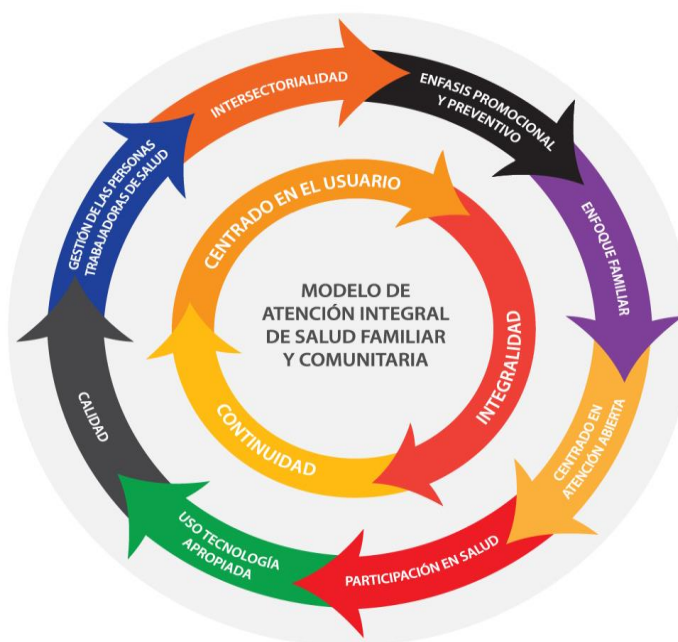 MODELO DE
ATENCIÓN INTEGRAL
DE SALUD FAMILIAR
Y COMUNITARIA
CENTRADO EN EL USUARIO
INTEGRALIDAD
CONTINUIDAD
INTERSECTORIALIDAD
ENFASIS PROMOCIONAL
Y PREVENTIVO
ENFOQUE FAMILIAR
CENTRADO EN
ATENCIÓN ABIERTA
PARTICIPACIÓN EN SALUD
USO TECNOLOGÍA
APROPIADA
CALIDAD
GESTIÓN DE LAS PERSONAS
TRABAJADORAS DE SALUD